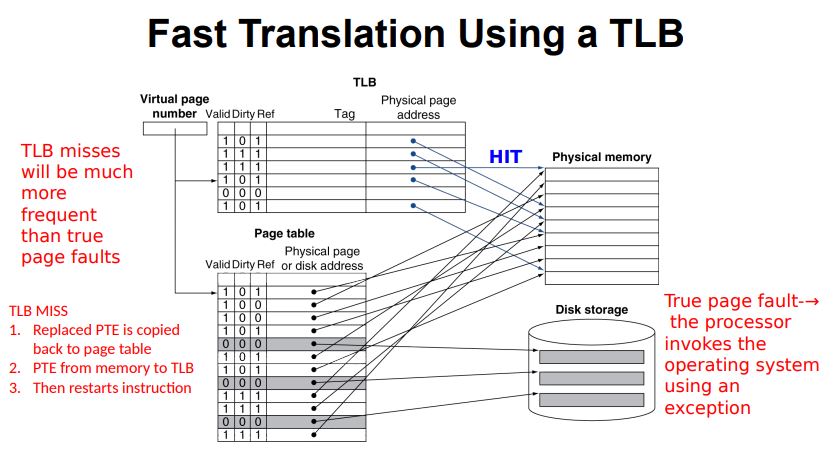 Fast Translation Using a TLB
TLB
Virtual page
number
Valid Dirty Ref
Tag
Physical page
address
1 0 1
1 1 1
1 1 1
1 0 1
0 0 0
1 0 1
TLB misses
will be much
more
frequent
than true
page faults
HIT
Physical memory
Page table
Valid Dirty Ref
Physical page
or disk address
1 0 1
1 0 0
1 0 0
1 0 1
0 0 0
1 0 1
1 0 1
0 0 0
1 1 1
1 1 1
0 0 0
1 1 1
TLB MISS
1. Replaced PTE is copied
back to page table
2. PTE from memory to TLB
3. Then restarts instruction
Disk storage
True page fault-→
the processor
invokes the
operating system
using an
exception